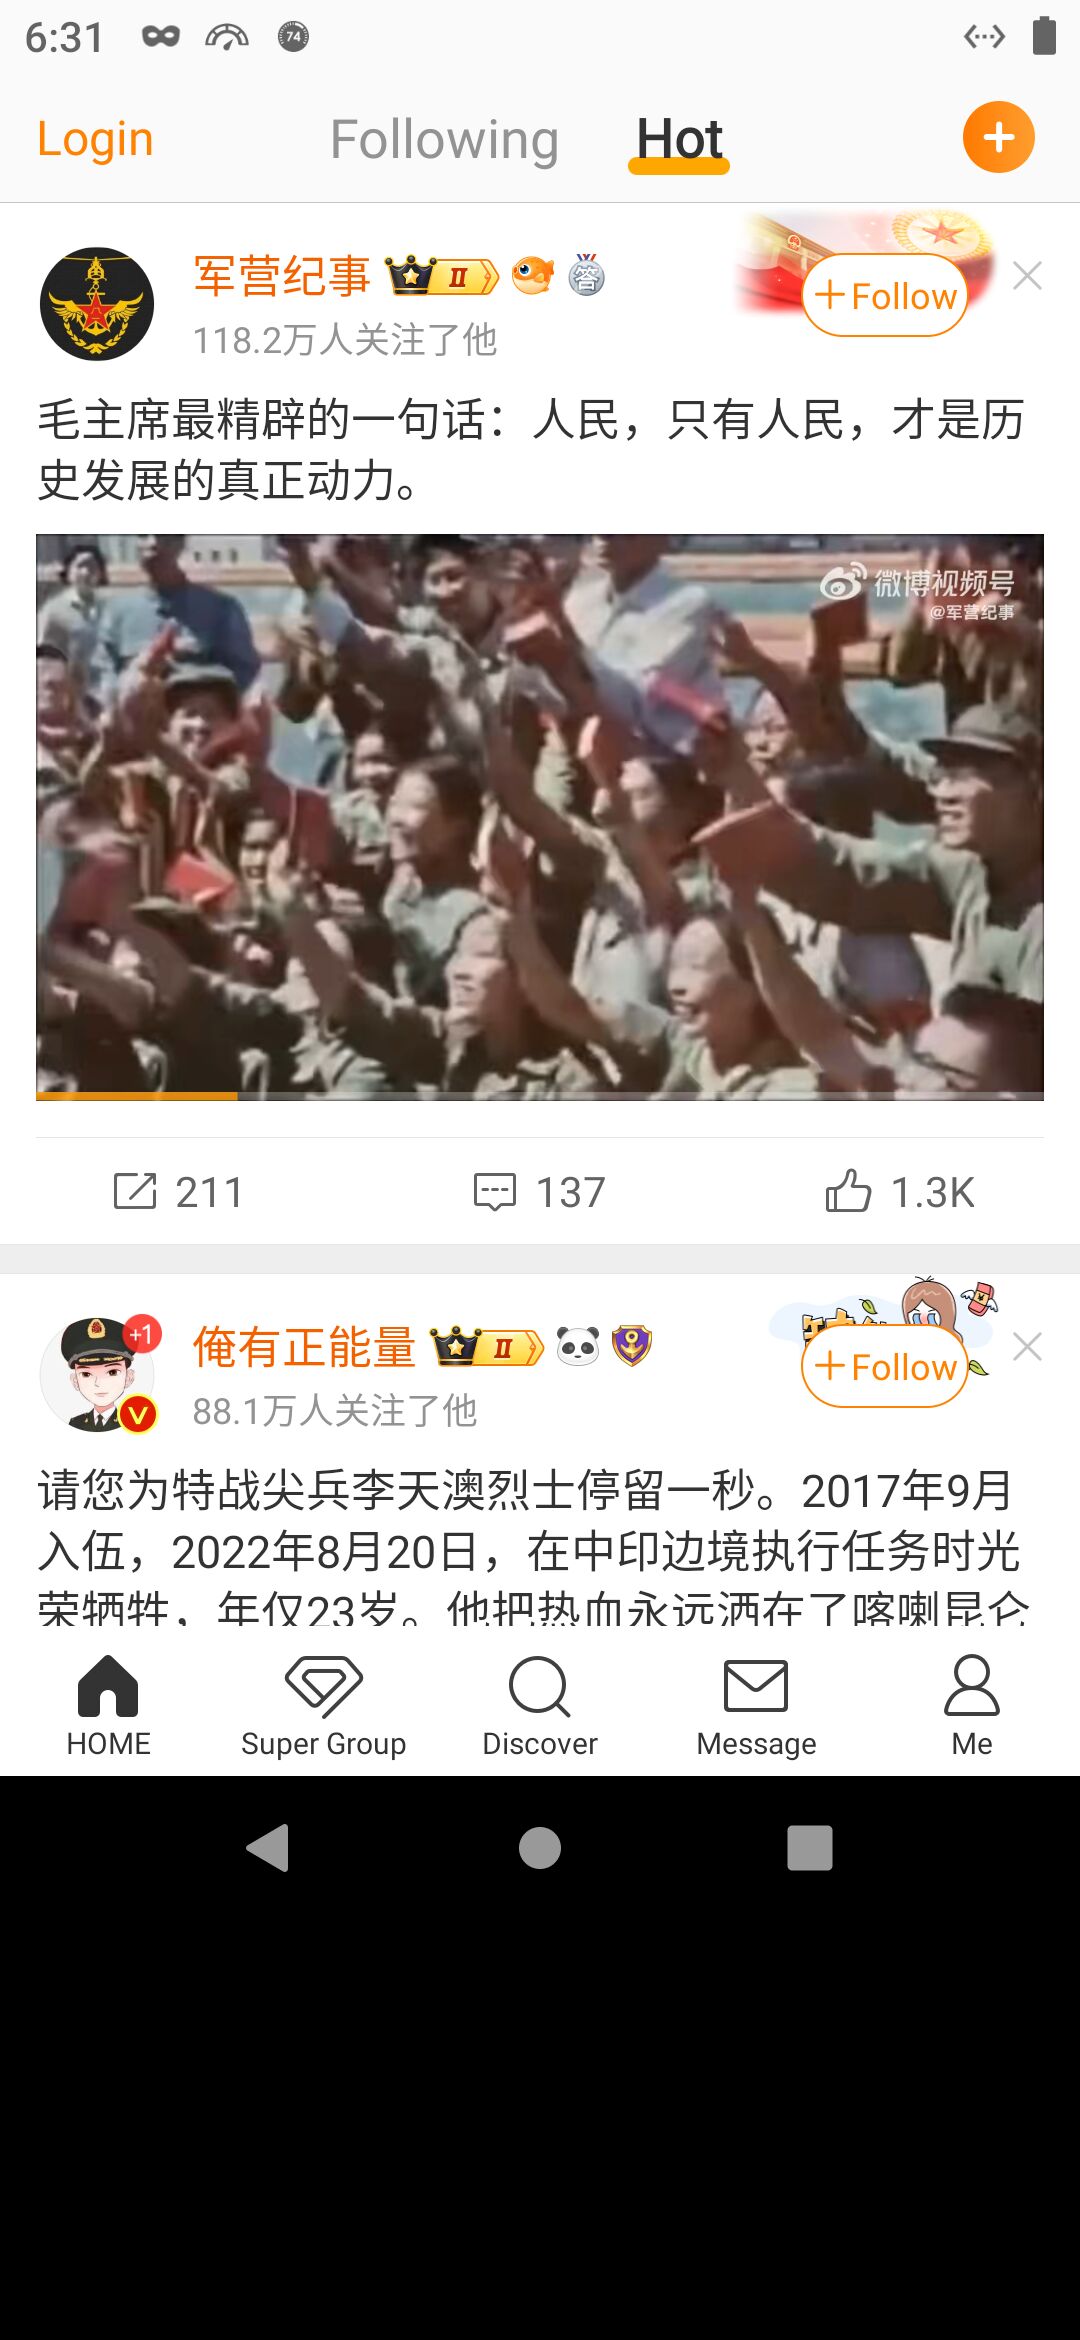 6:31
74
Login
Following
Hot
军营纪事
II
答
118.2万人关注了他
+Follow
毛主席最精辟的一句话：人民，只有人民，才是历
史发展的真正动力。
微博视频号
@军营纪事
211
137
1.3K
+1
V
俺有正能量
II
88.1万人关注了他
+Follow
请您为特战尖兵李天澳烈士停留一秒。2017年9月
入伍，2022年8月20日，在中印边境执行任务时光
荣牺牲，年仅23岁。他把热血永远洒在了喀喇昆仑
HOME
Super Group
Discover
Message
Me